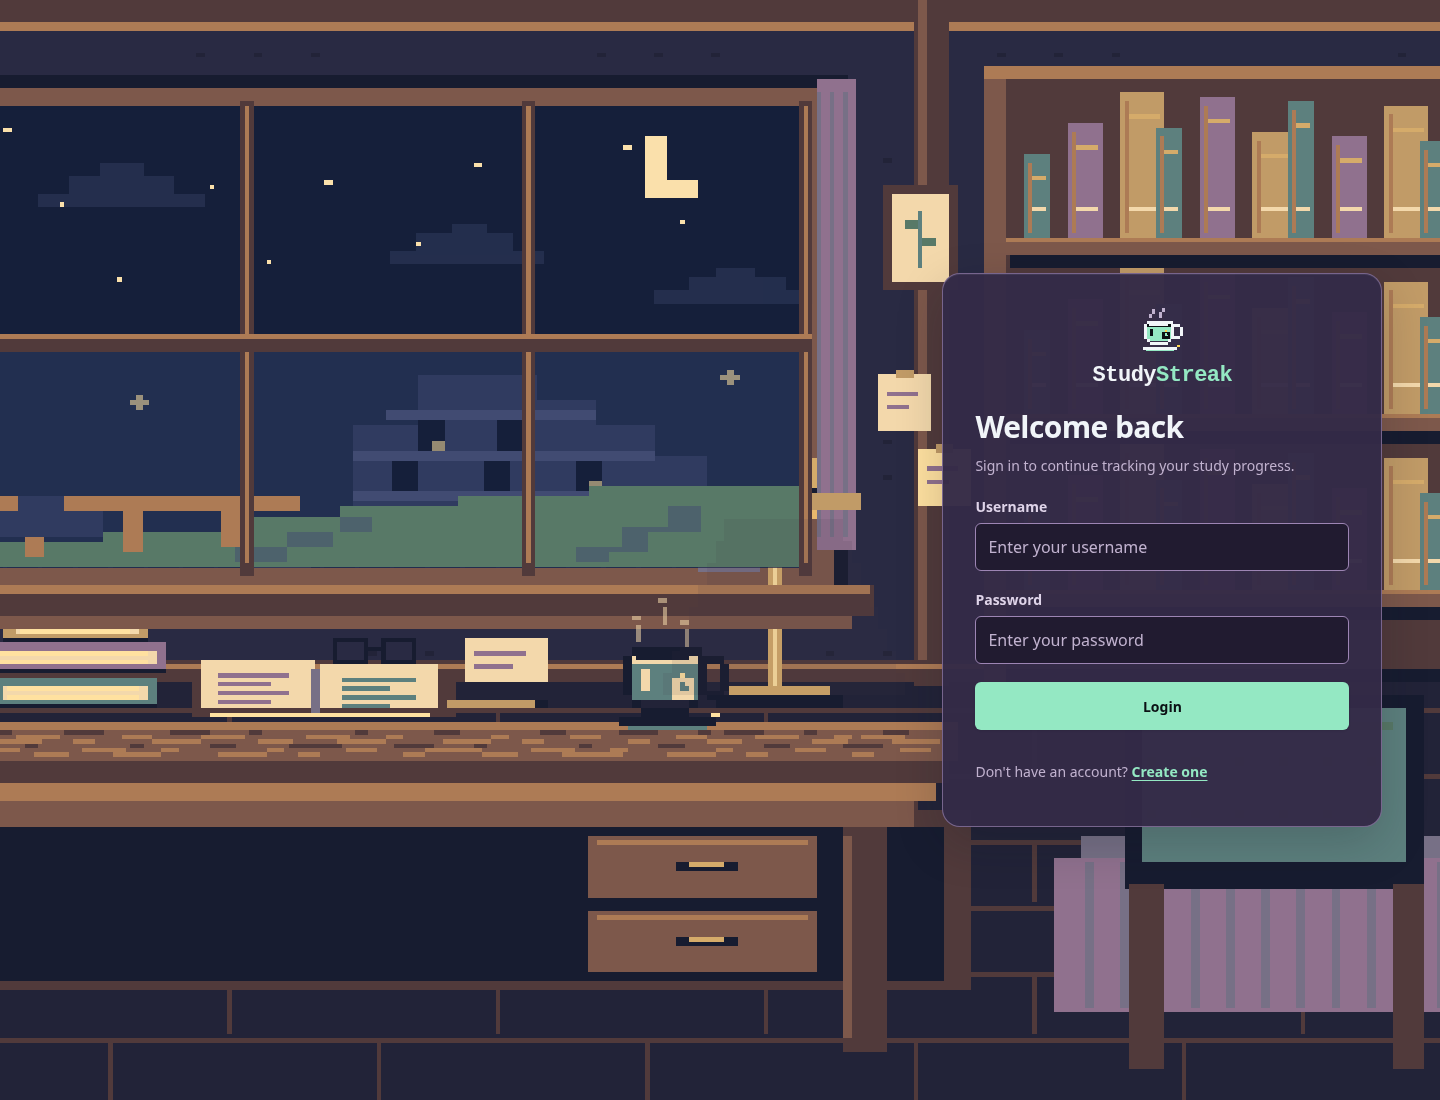 StudyStreak
Welcome back
Sign in to continue tracking your study progress.
Username
Enter your username
Password
Enter your password
Login
Don't have an account? Create one